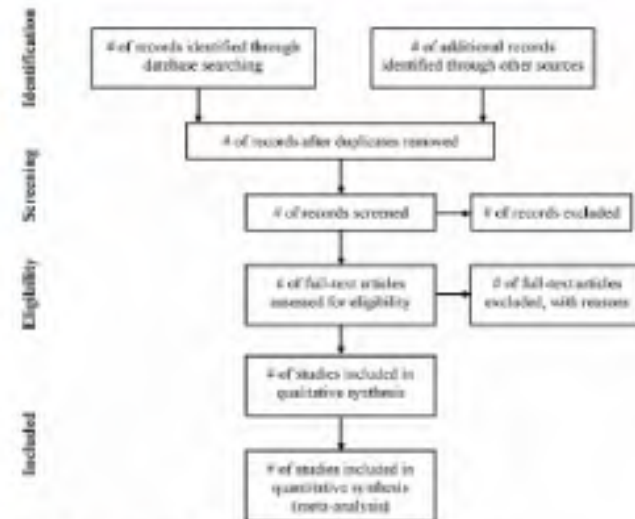 Identification
# of records identified through
database searching
# of additional records
identified through other sources
# of records after duplicates removed
Screening
# of records screened
# of records excluded
Eligibility
# of full-text articles
assessed for eligibility
# of full-text articles
excluded, with reasons
Included
# of studies included in
qualitative synthesis
# of studies included in
quantitative synthesis
(meta-analysis)